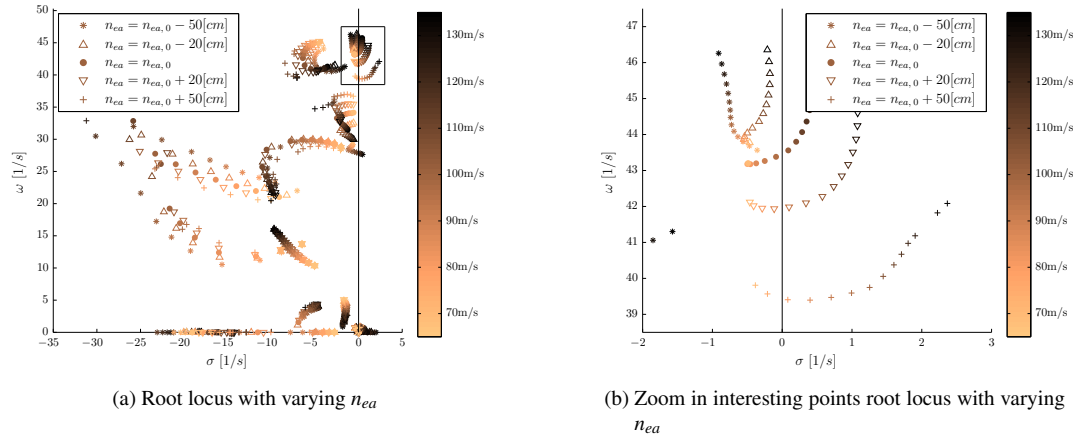 n_ea = n_ea,0 − 50[cm]
n_ea = n_ea,0 − 20[cm]
n_ea = n_ea,0
n_ea = n_ea,0 + 20[cm]
n_ea = n_ea,0 + 50[cm]
50
45
40
35
30
25
20
15
10
5
0
ω [1/s]
−35 −30 −25 −20 −15 −10 −5 0 5
σ [1/s]
130m/s
120m/s
110m/s
100m/s
90m/s
80m/s
70m/s
(a) Root locus with varying n_ea
n_ea = n_ea,0 − 50[cm]
n_ea = n_ea,0 − 20[cm]
n_ea = n_ea,0
n_ea = n_ea,0 + 20[cm]
n_ea = n_ea,0 + 50[cm]
47
46
45
44
43
42
41
40
39
ω [1/s]
−2 −1 0 1 2 3
σ [1/s]
130m/s
120m/s
110m/s
100m/s
90m/s
80m/s
70m/s
(b) Zoom in interesting points root locus with varying
n_ea